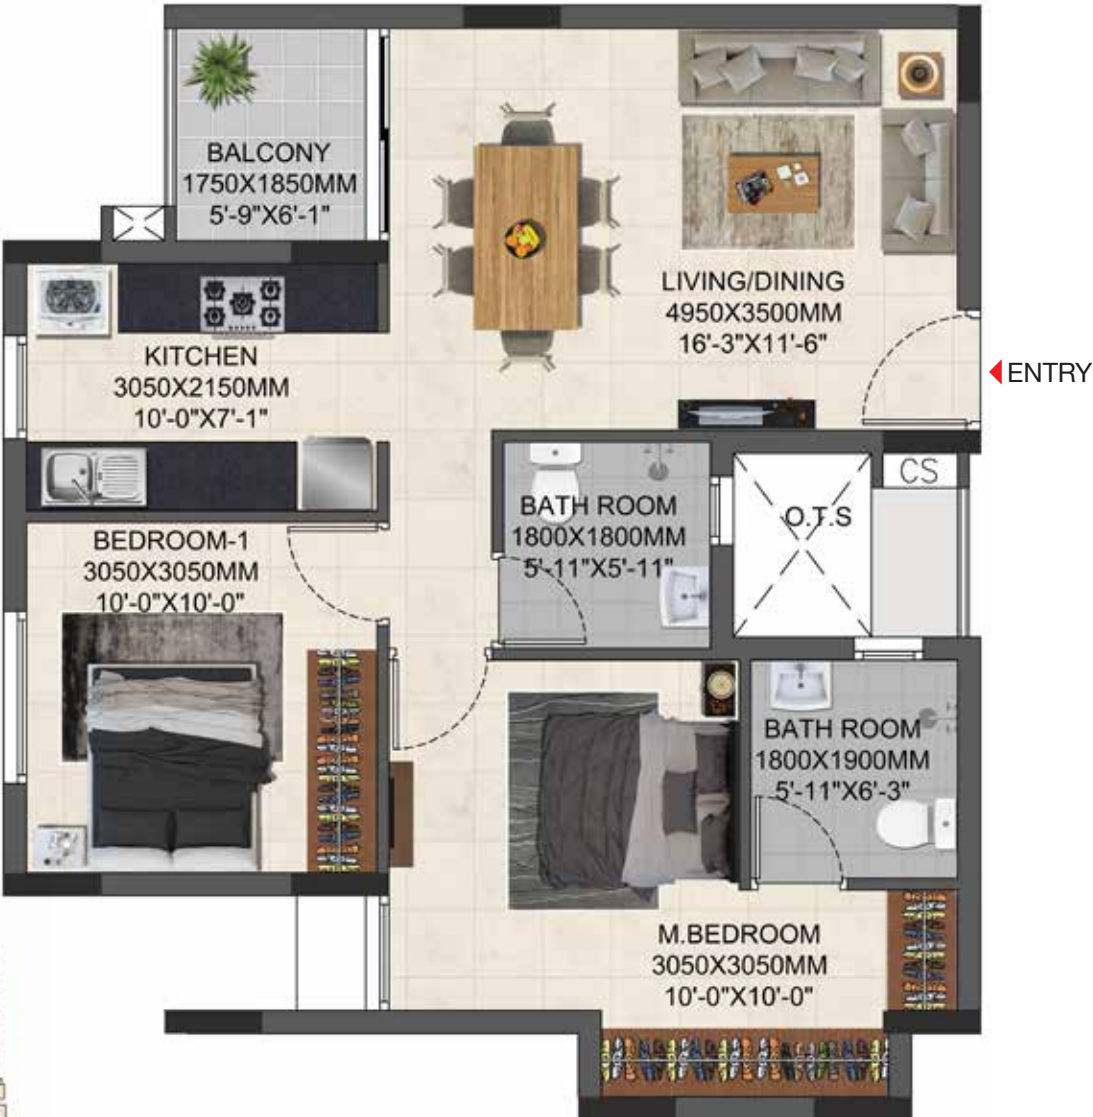 BALCONY
1750X1850MM
5'-9"X6'-1"
LIVING/DINING
4950X3500MM
16'-3"X11'-6"
KITCHEN
3050X2150MM
10'-0"X7'-1"
ENTRY
CS
BATH ROOM
1800X1800MM
5'-11"X5'-11"
O.T.S
BEDROOM-1
3050X3050MM
10'-0"X10'-0"
BATH ROOM
1800X1900MM
5'-11"X6'-3"
M.BEDROOM
3050X3050MM
10'-0"X10'-0"